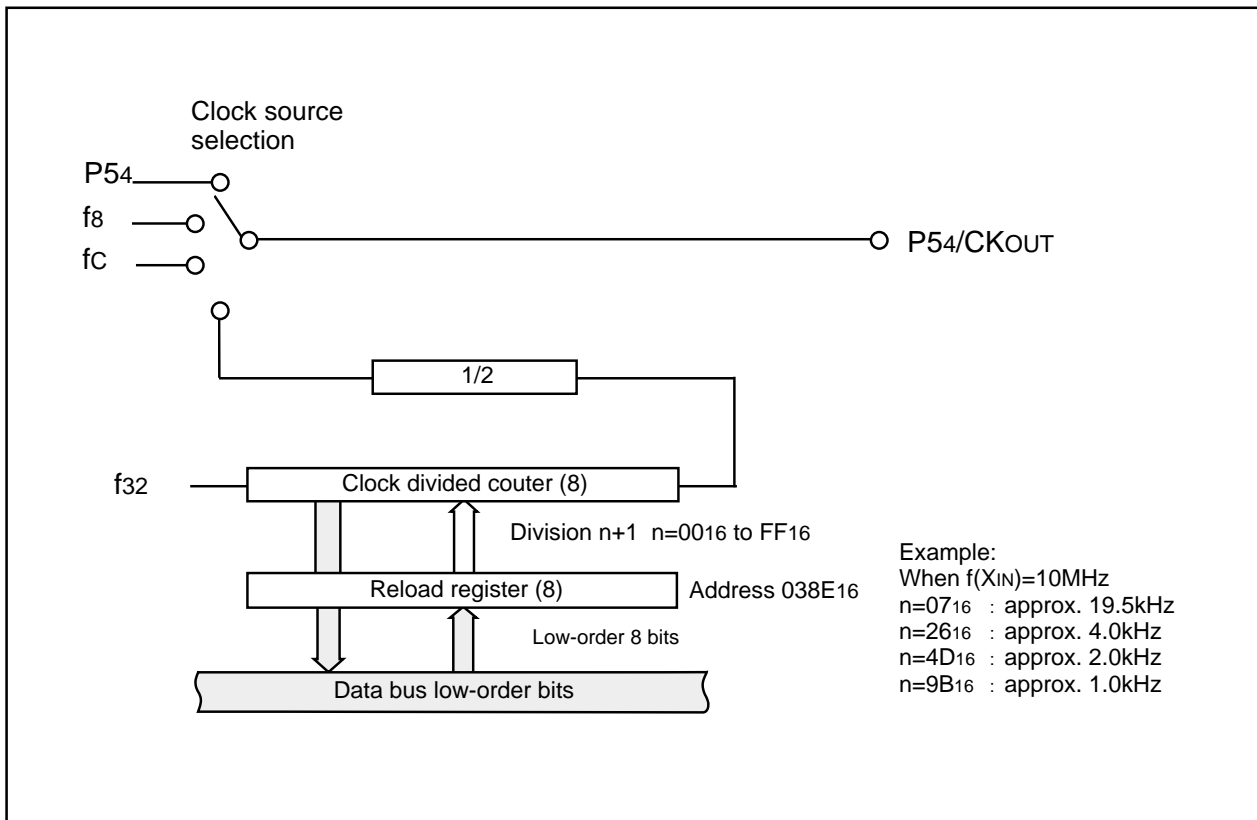 Clock source
selection
P54
f8
fC
P54/CKOUT
1/2
f32
Clock divided couter (8)
Division n+1 n=0016 to FF16
Reload register (8)
Address 038E16
Low-order 8 bits
Data bus low-order bits
Example:
When f(XIN)=10MHz
n=0716 : approx. 19.5kHz
n=2616 : approx. 4.0kHz
n=4D16 : approx. 2.0kHz
n=9B16 : approx. 1.0kHz